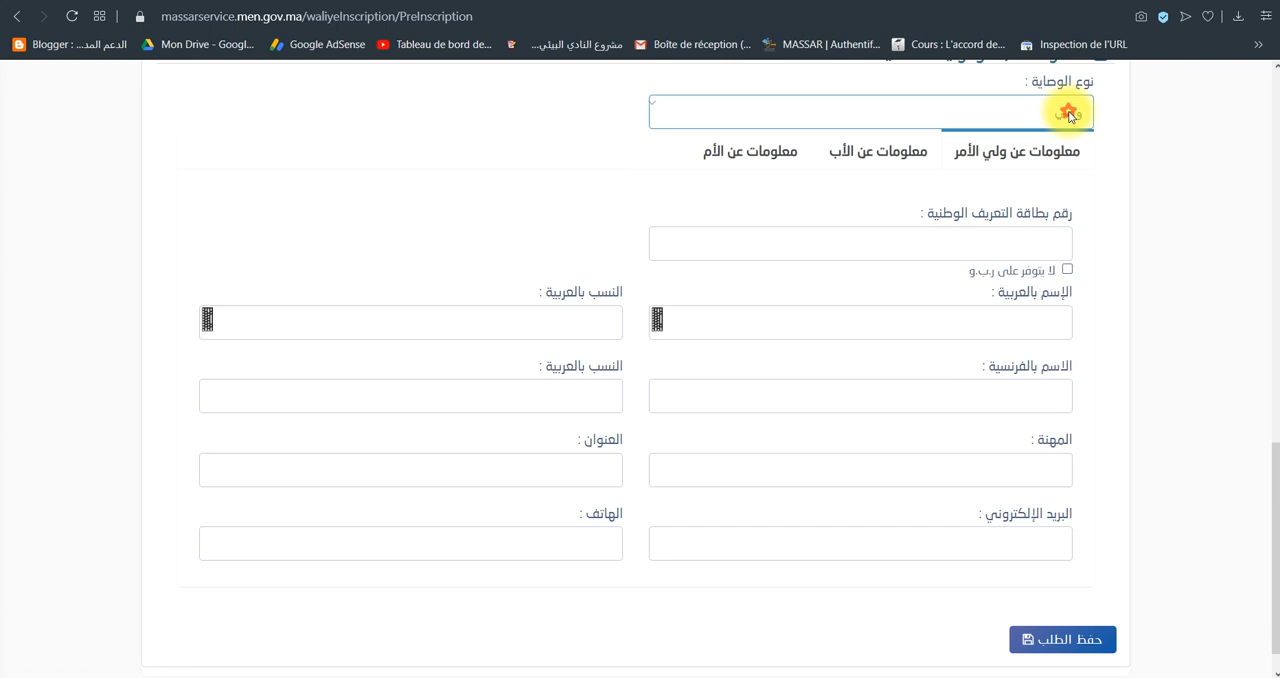 massarservice.men.gov.ma/waliyeInscription/PreInscription
Blogger : ...الدعم المد
Mon Drive - Googl...
Google AdSense
Tableau de bord de...
مشروع النادي البيئي...
Boîte de réception (...
MASSAR | Authentif...
Cours : L'accord de...
Inspection de l'URL
نوع الوصاية :
معلومات عن ولي الأمر
معلومات عن الأب
معلومات عن الأم
رقم بطاقة التعريف الوطنية :
لا يتوفر على ر.ب.و
الإسم بالعربية :
النسب بالعربية :
الاسم بالفرنسية :
النسب بالعربية :
المهنة :
العنوان :
البريد الإلكتروني :
الهاتف :
حفظ الطلب